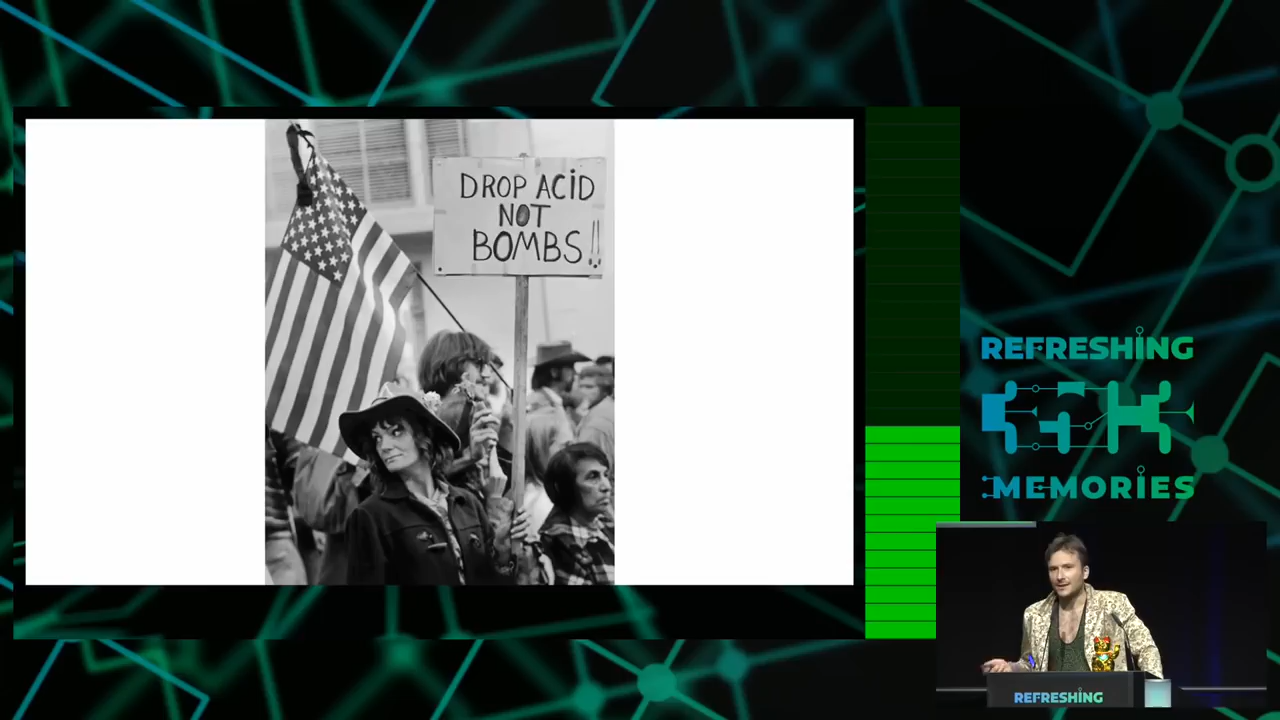 DROP ACiD
NOT
BOMBS!!
REFRESHING
MEMORIES
REFRESHING